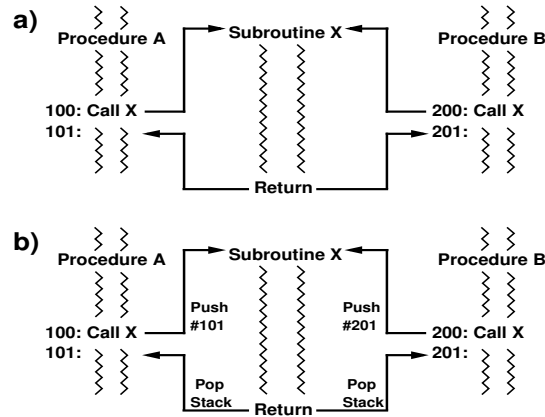 a)
Procedure A
Subroutine X
Procedure B
100: Call X
200: Call X
101:
201:
Return
b)
Procedure A
Subroutine X
Procedure B
Push
#101
Push
#201
100: Call X
200: Call X
101:
201:
Pop
Stack
Pop
Stack
Return